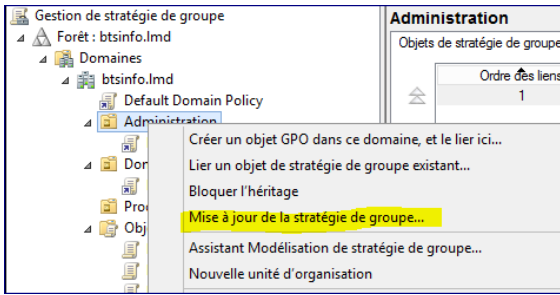 Gestion de stratégie de groupe
Forêt : btsinfo.lmd
Domaines
btsinfo.lmd
Default Domain Policy
Administration
Créer un objet GPO dans ce domaine, et le lier ici...
Lier un objet de stratégie de groupe existant...
Bloquer l'héritage
Mise à jour de la stratégie de groupe...
Assistant Modélisation de stratégie de groupe...
Nouvelle unité d'organisation
Administration
Objets de stratégie de groupe
Ordre des liens
1